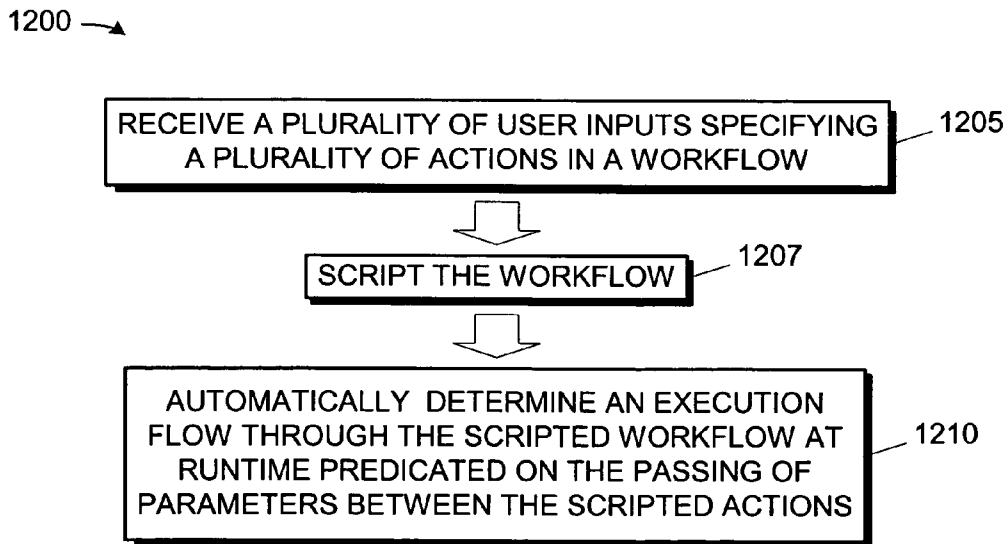 1200
RECEIVE A PLURALITY OF USER INPUTS SPECIFYING
A PLURALITY OF ACTIONS IN A WORKFLOW
1205
SCRIPT THE WORKFLOW
1207
AUTOMATICALLY DETERMINE AN EXECUTION
FLOW THROUGH THE SCRIPTED WORKFLOW AT
RUNTIME PREDICATED ON THE PASSING OF
PARAMETERS BETWEEN THE SCRIPTED ACTIONS
1210